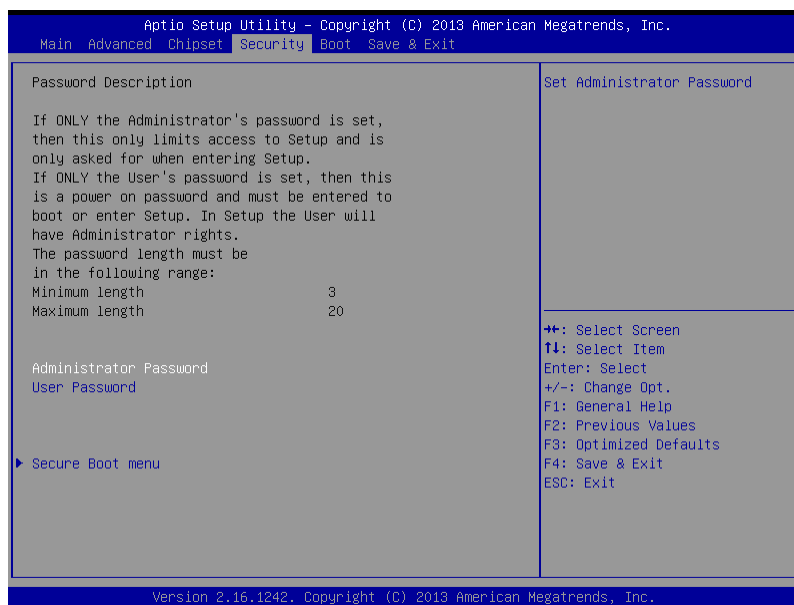 Aptio Setup Utility – Copyright (C) 2013 American Megatrends, Inc.
Main Advanced Chipset Security Boot Save & Exit
Password Description
If ONLY the Administrator's password is set,
then this only limits access to Setup and is
only asked for when entering Setup.
If ONLY the User's password is set, then this
is a power on password and must be entered to
boot or enter Setup. In Setup the User will
have Administrator rights.
The password length must be
in the following range:
Minimum length 3
Maximum length 20
Administrator Password
User Password
Secure Boot menu
Set Administrator Password
→←: Select Screen
↑↓: Select Item
Enter: Select
+/-: Change Opt.
F1: General Help
F2: Previous Values
F3: Optimized Defaults
F4: Save & Exit
ESC: Exit
Version 2.16.1242. Copyright (C) 2013 American Megatrends, Inc.